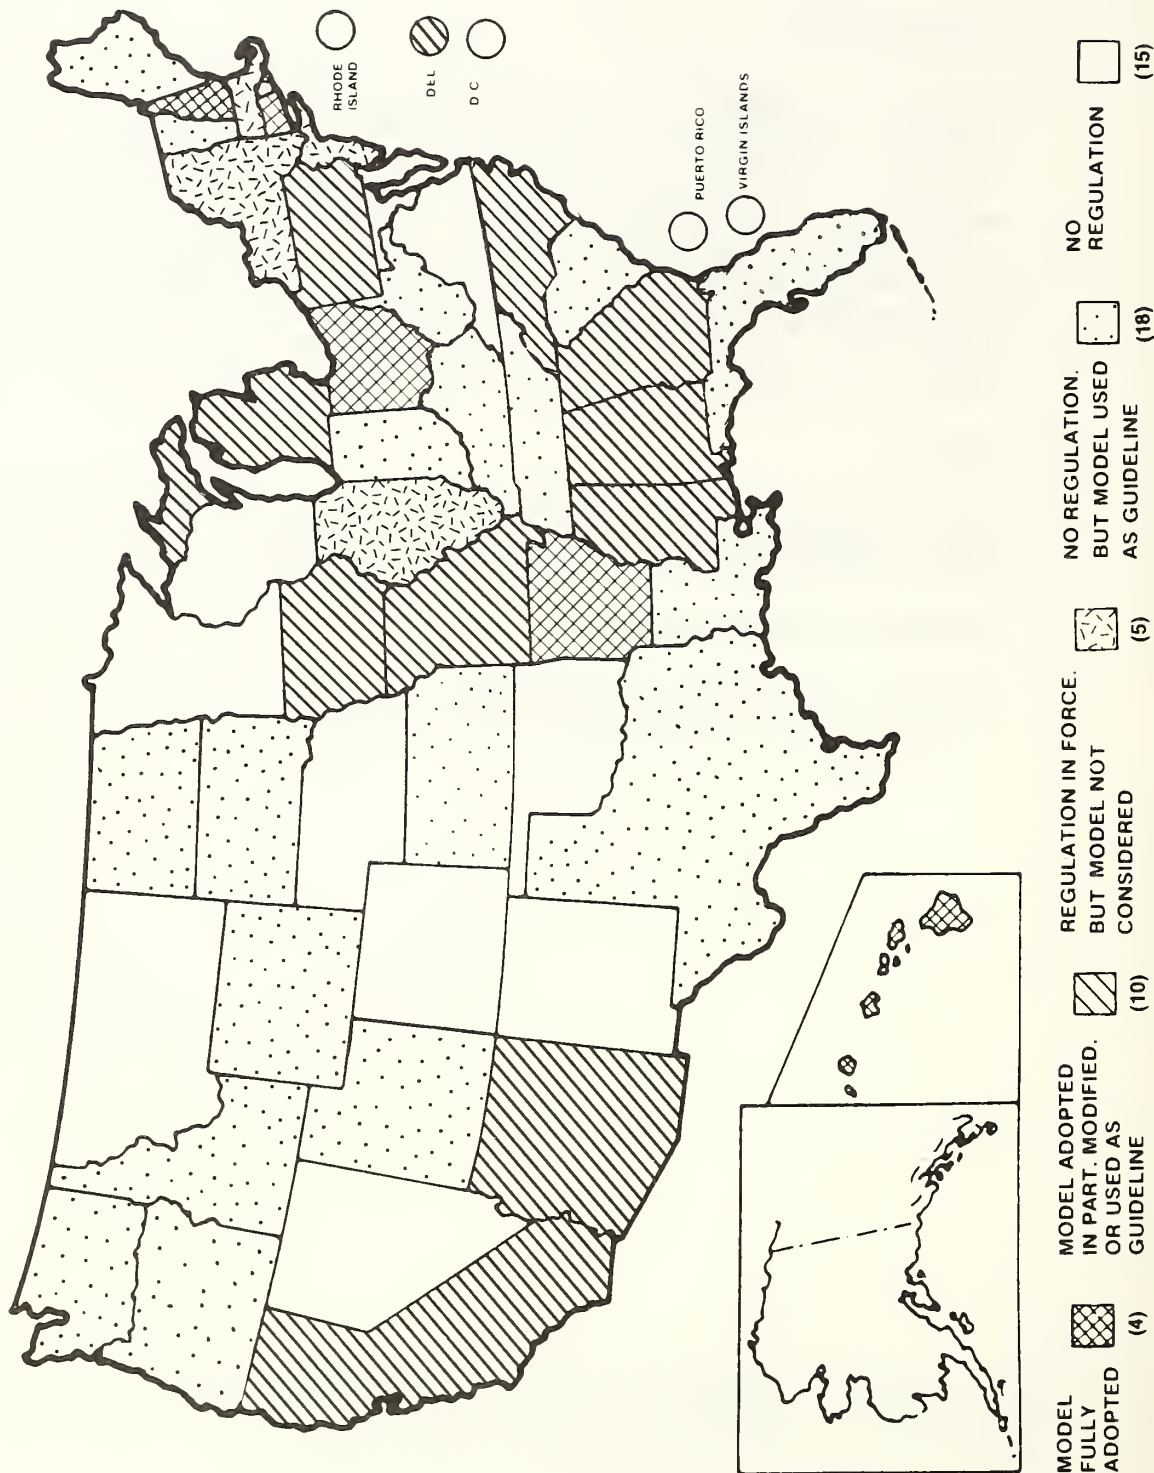 RHODE
ISLAND
DEL
D C
PUERTO RICO
VIRGIN ISLANDS
MODEL
FULLY
ADOPTED
(4)
MODEL ADOPTED
IN PART. MODIFIED.
OR USED AS
GUIDELINE
(10)
REGULATION IN FORCE.
BUT MODEL NOT
CONSIDERED
(5)
NO REGULATION.
BUT MODEL USED
AS GUIDELINE
(18)
NO
REGULATION
(15)